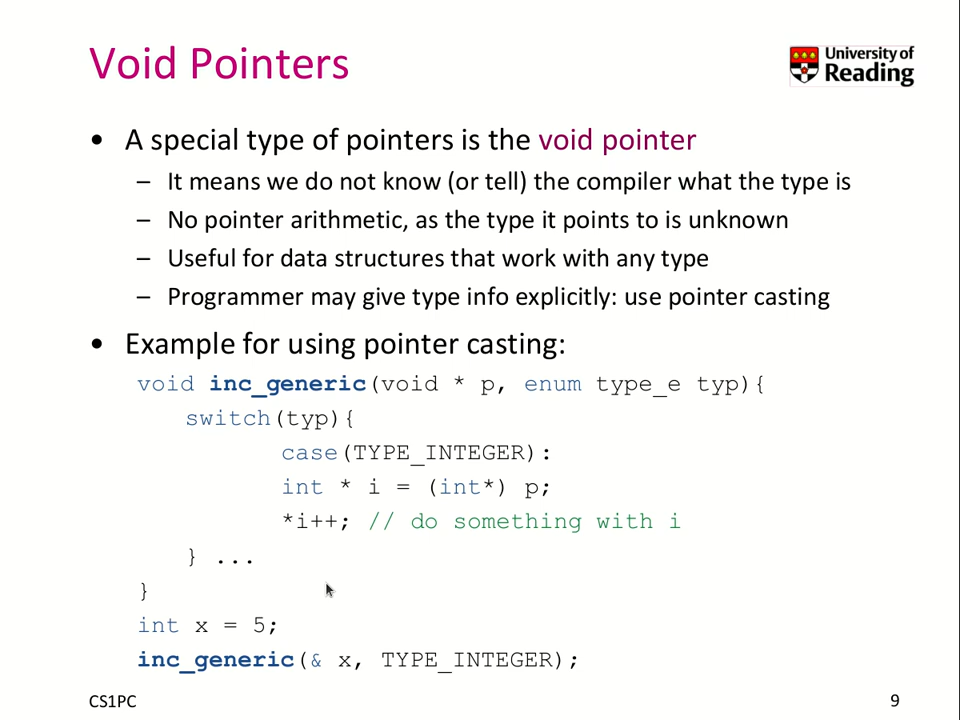 Void Pointers
University of
Reading
• A special type of pointers is the void pointer
– It means we do not know (or tell) the compiler what the type is
– No pointer arithmetic, as the type it points to is unknown
– Useful for data structures that work with any type
– Programmer may give type info explicitly: use pointer casting
• Example for using pointer casting:
void inc_generic(void * p, enum type_e typ){
switch(typ){
case(TYPE_INTEGER):
int * i = (int*) p;
*i++; // do something with i
} ...
}
int x = 5;
inc_generic(& x, TYPE_INTEGER);
CS1PC
9